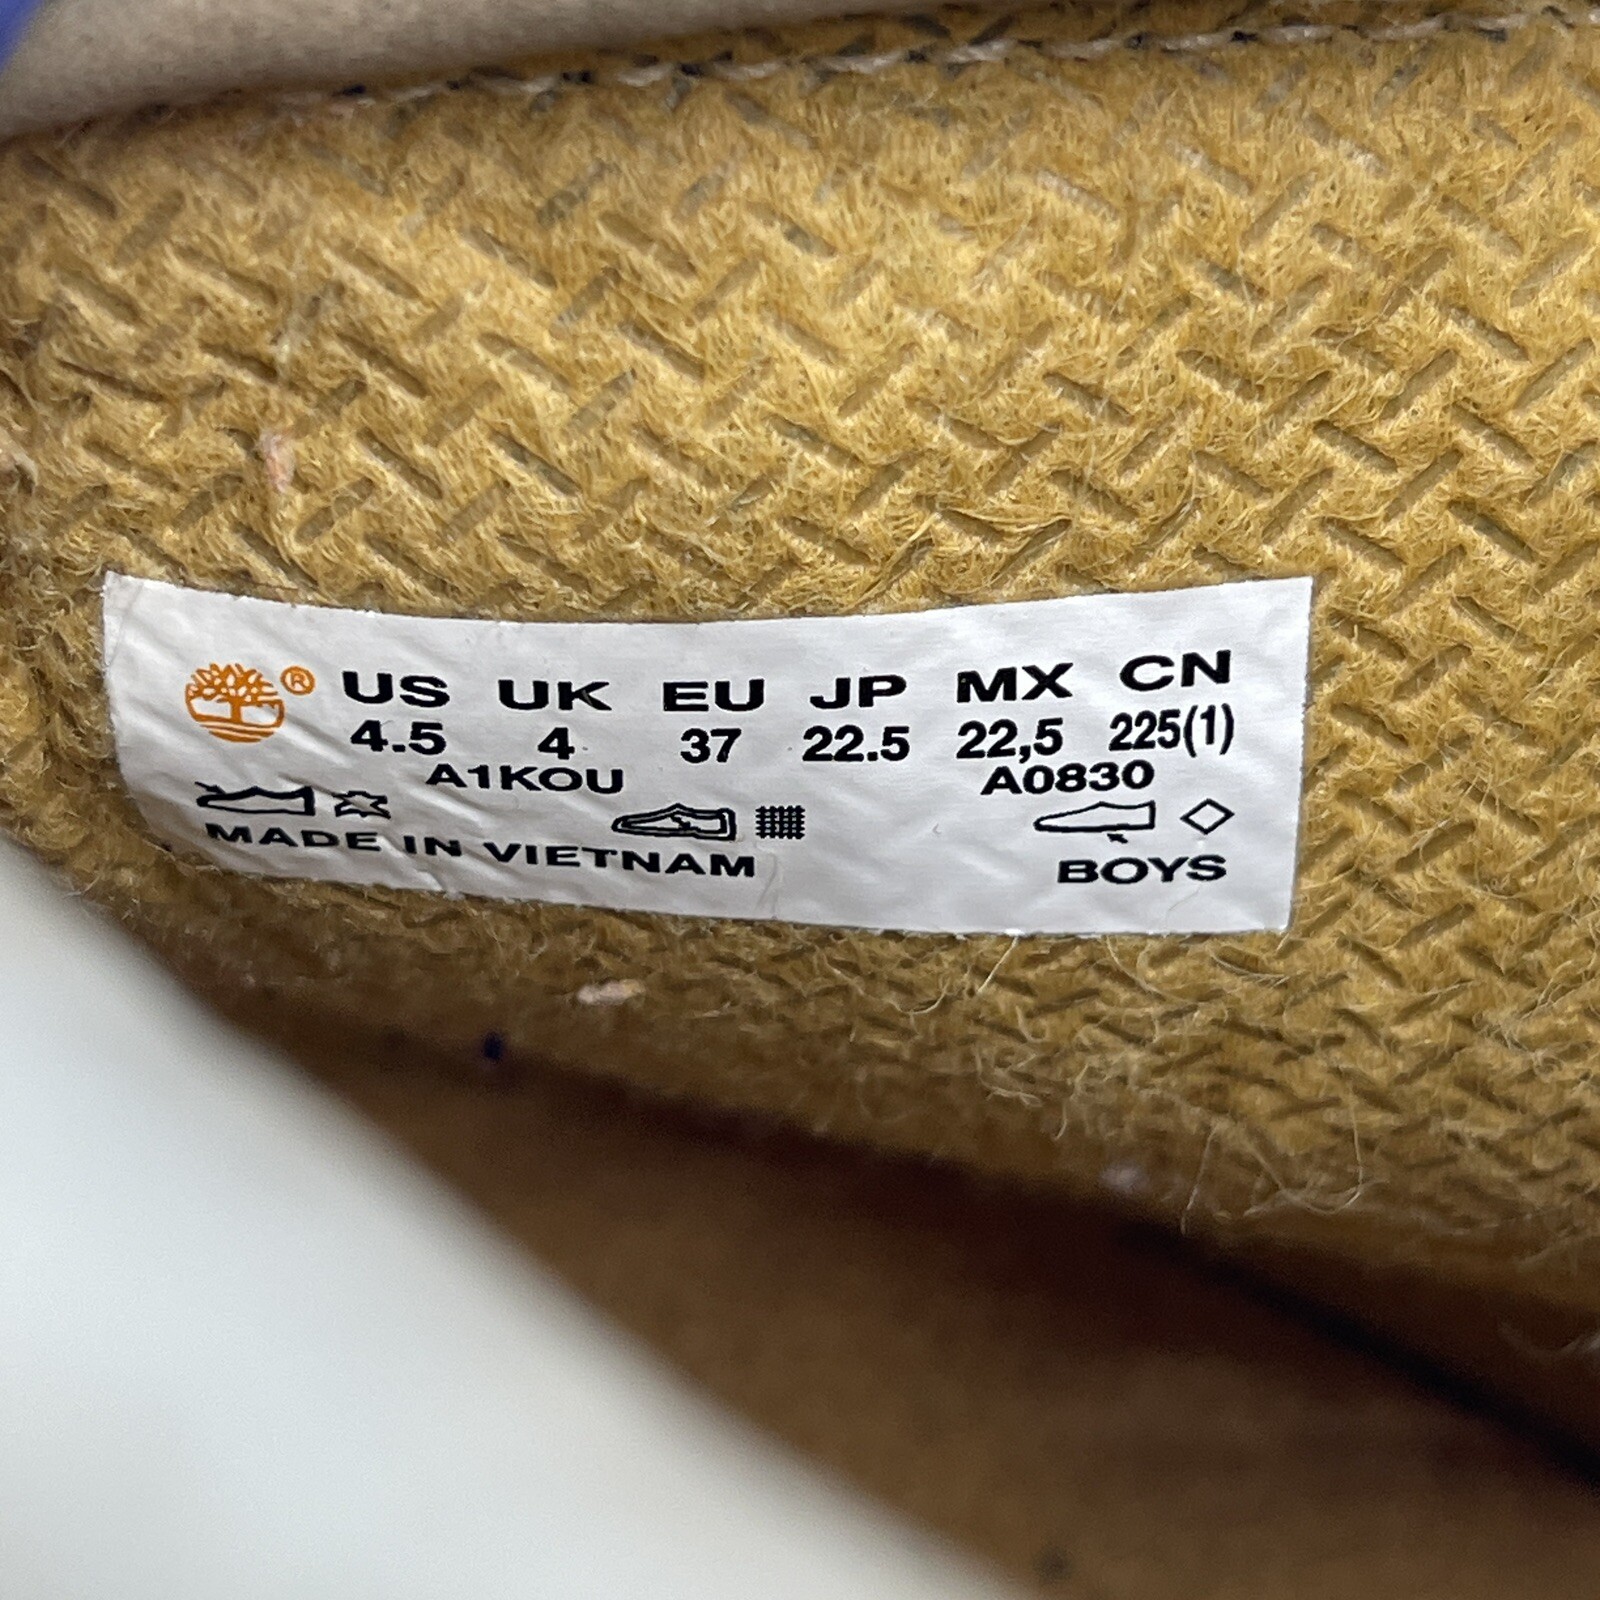 ® US UK EU JP MX CN
4.5 4 37 22.5 22,5 225(1)
A1KOU A0830
MADE IN VIETNAM BOYS